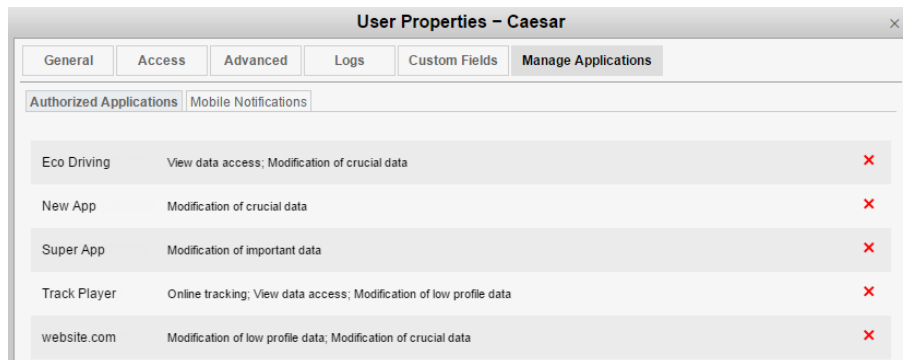 User Properties – Caesar ×
General Access Advanced Logs Custom Fields Manage Applications
Authorized Applications Mobile Notifications
Eco Driving View data access; Modification of crucial data ×
New App Modification of crucial data ×
Super App Modification of important data ×
Track Player Online tracking; View data access; Modification of low profile data ×
website.com Modification of low profile data; Modification of crucial data ×